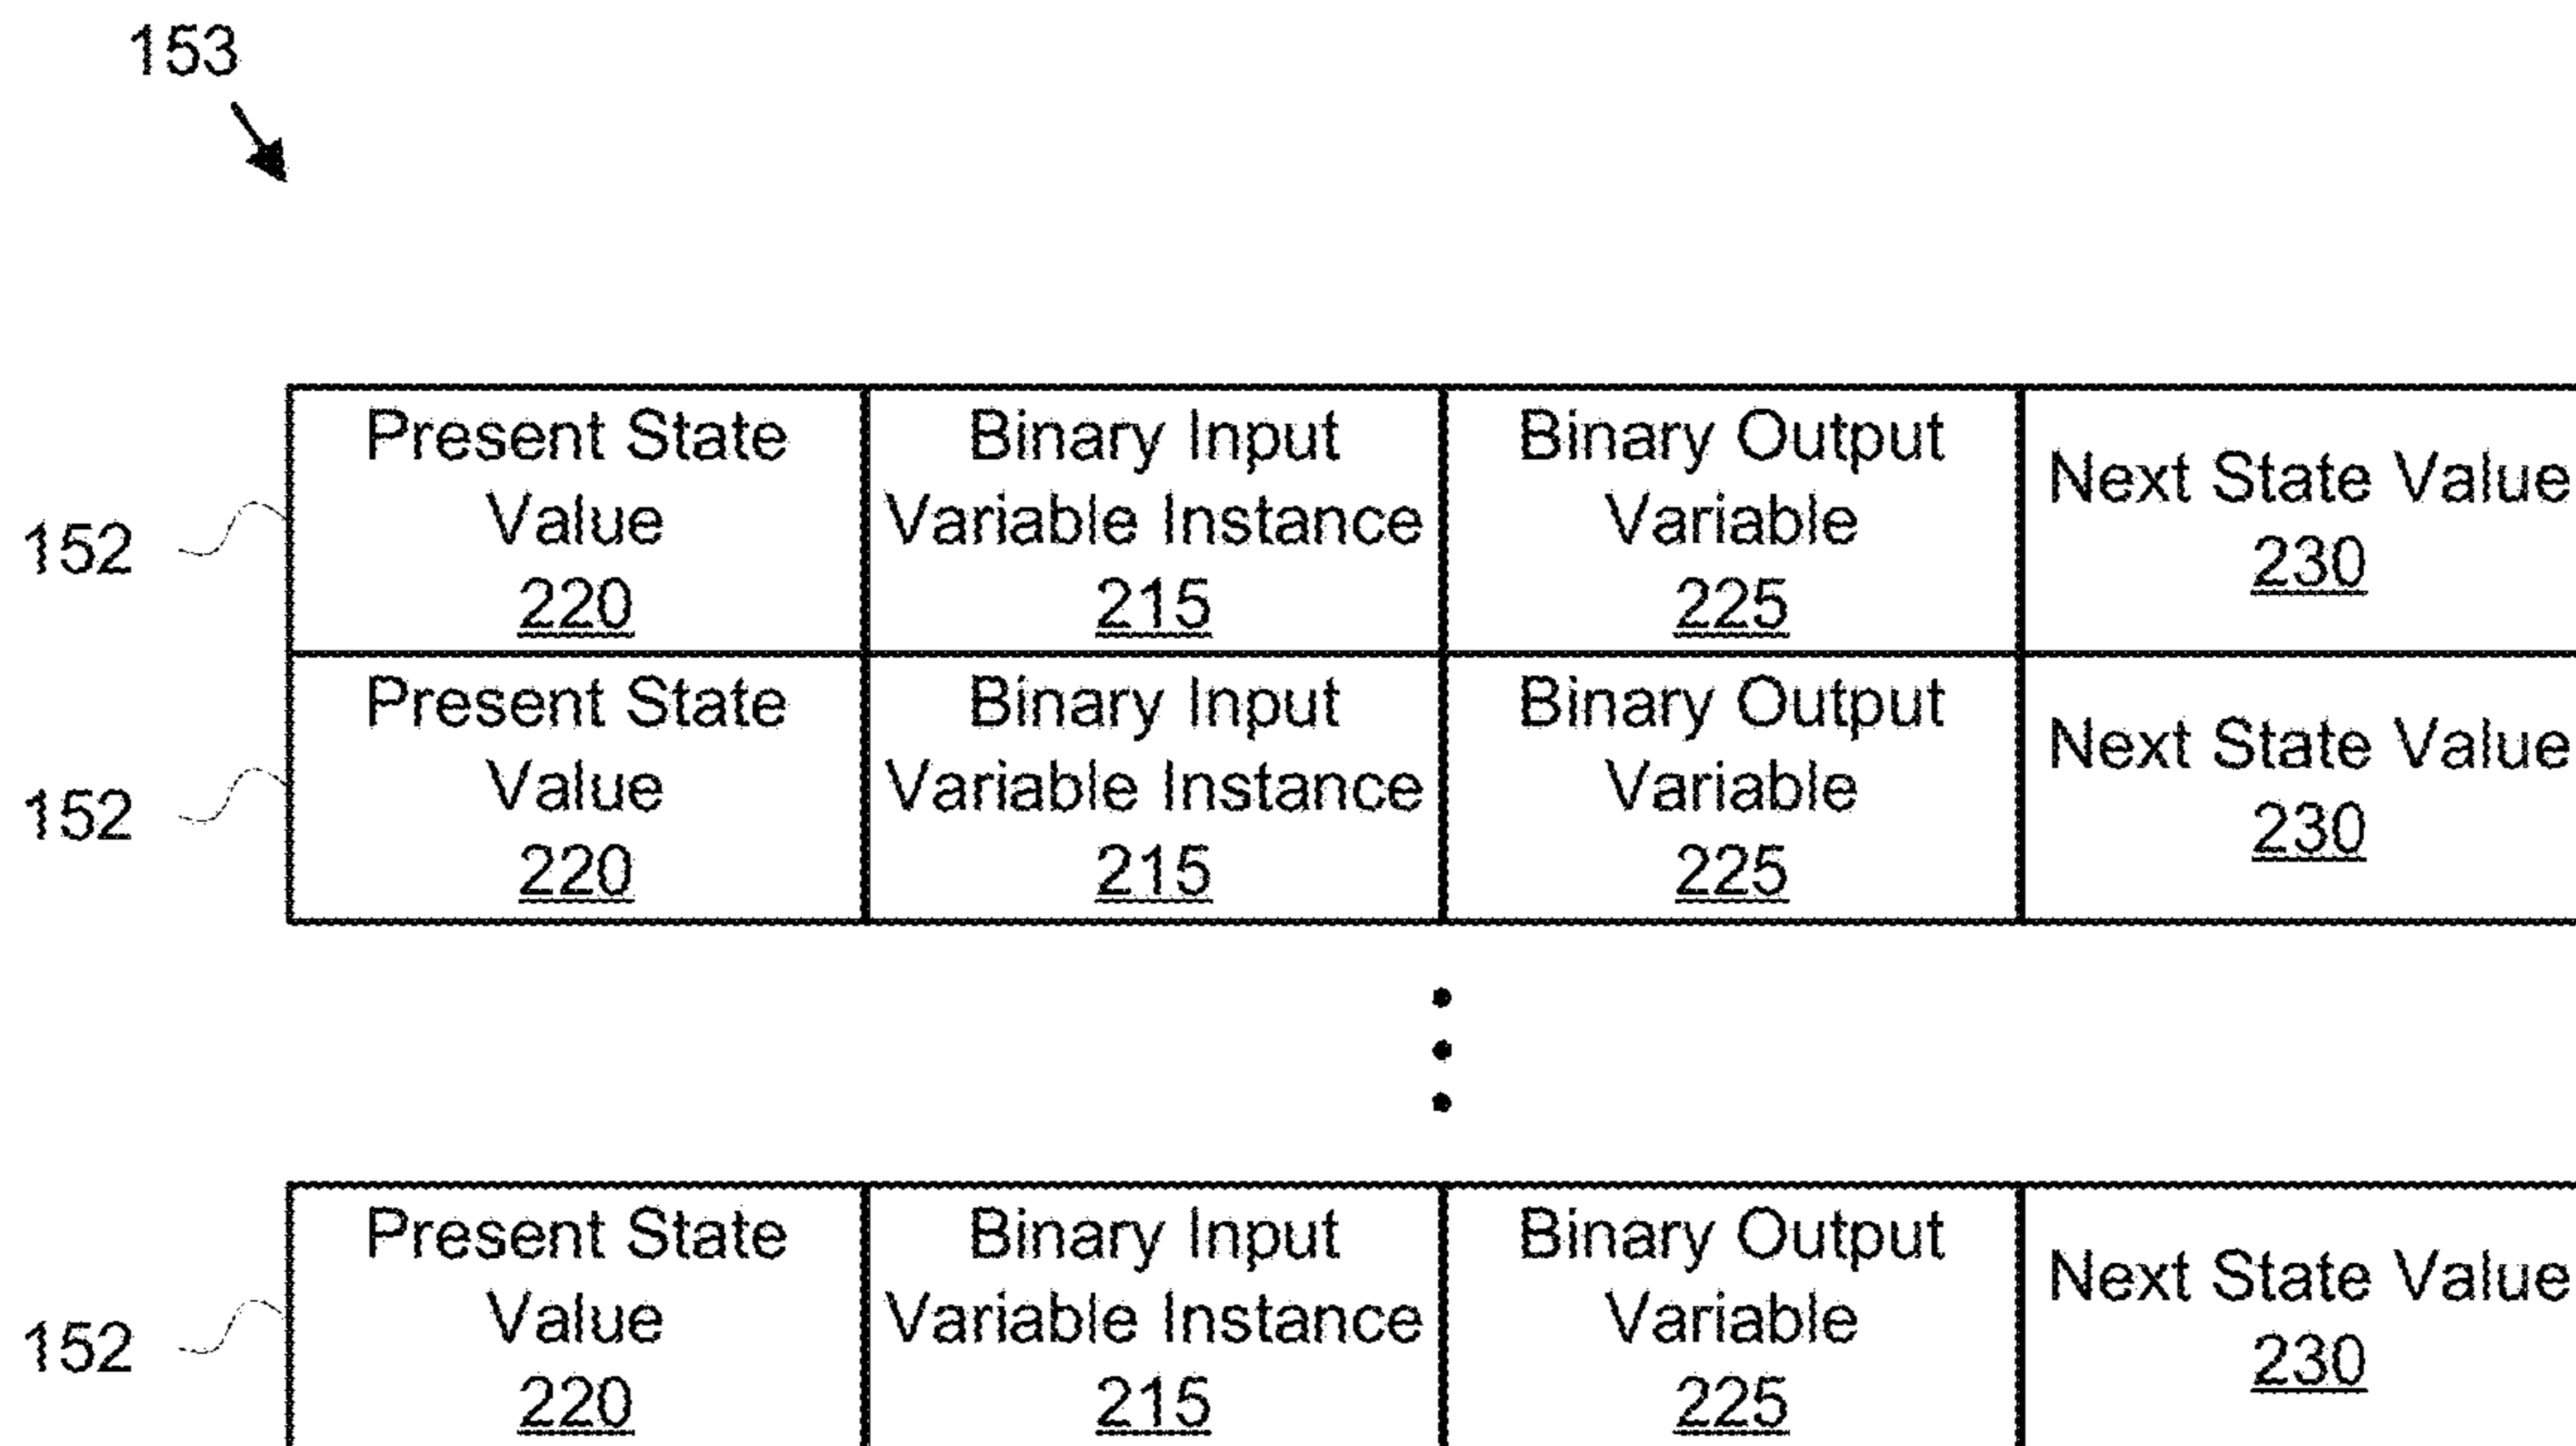 153
Present State
Value
220
Binary Input
Variable Instance
215
Binary Output
Variable
225
Next State Value
230
152
Present State
Value
220
Binary Input
Variable Instance
215
Binary Output
Variable
225
Next State Value
230
152
Present State
Value
220
Binary Input
Variable Instance
215
Binary Output
Variable
225
Next State Value
230
152